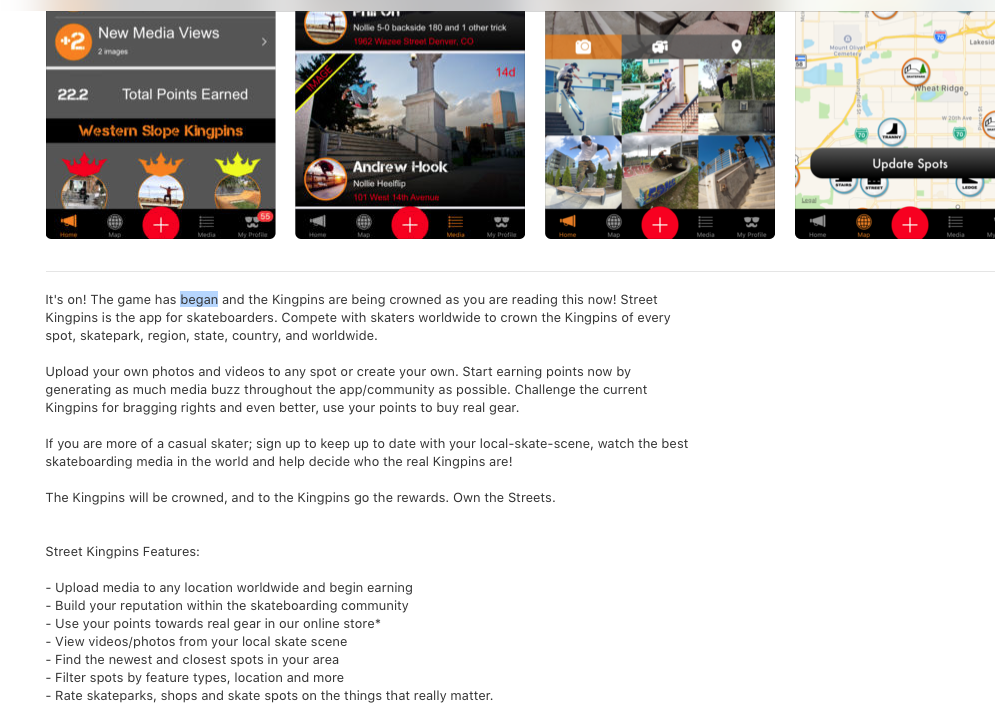 +2 New Media Views
2 images
22.2 Total Points Earned
Western Slope Kingpins
Home Map Media 55 My Profile
Nollie 5-0 backside 180 and 1 other trick
1962 Wazee Street Denver, CO
14d
IMAGE
Andrew Hook
Nollie Heelflip
101 West 14th Avenue
Home Map Media My Profile
Home Map Media My Profile
Mount Olivet
Cemetery
70
Lakeside
58
SKATEPARK
Wheat Ridge
W 20th Ave
70
TRANNY
70
Update Spots
STAIRS STREET LEDGE
Legal
Home Map Media
It's on! The game has began and the Kingpins are being crowned as you are reading this now! Street
Kingpins is the app for skateboarders. Compete with skaters worldwide to crown the Kingpins of every
spot, skatepark, region, state, country, and worldwide.
Upload your own photos and videos to any spot or create your own. Start earning points now by
generating as much media buzz throughout the app/community as possible. Challenge the current
Kingpins for bragging rights and even better, use your points to buy real gear.
If you are more of a casual skater; sign up to keep up to date with your local-skate-scene, watch the best
skateboarding media in the world and help decide who the real Kingpins are!
The Kingpins will be crowned, and to the Kingpins go the rewards. Own the Streets.
Street Kingpins Features:
- Upload media to any location worldwide and begin earning
- Build your reputation within the skateboarding community
- Use your points towards real gear in our online store*
- View videos/photos from your local skate scene
- Find the newest and closest spots in your area
- Filter spots by feature types, location and more
- Rate skateparks, shops and skate spots on the things that really matter.